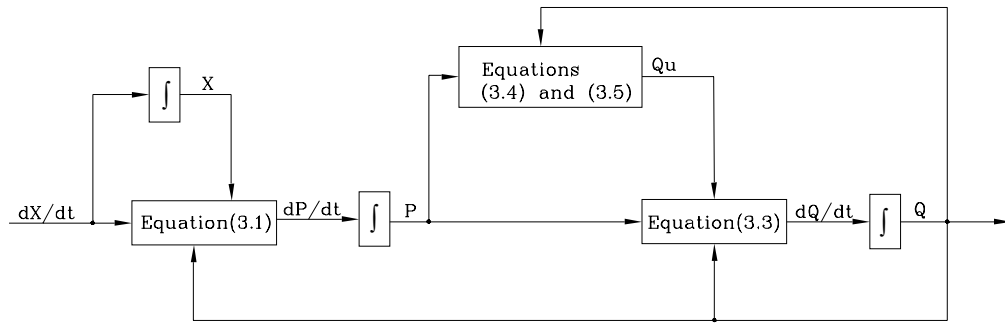 Equations
(3.4) and (3.5)
Qu
∫
X
dX/dt
Equation(3.1)
dP/dt
∫
P
Equation(3.3)
dQ/dt
∫
Q